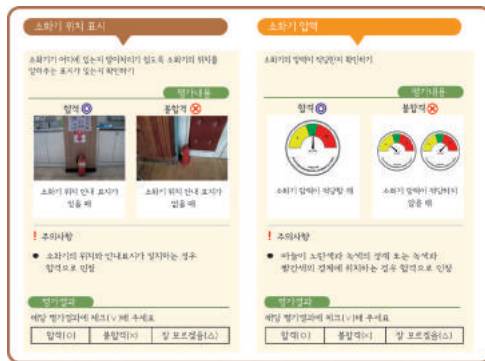 소화기 위치 표시
소화기가 어디에 있는지 알아차리기 쉽도록 소화기의 위치를
알려주는 표지가 있는지 확인하기
평가내용
합격◎
불합격⊗
소화기 위치 안내 표지가
있을 때
소화기 위치 안내 표지가
없을 때
! 주의사항
● 소화기의 위치와 안내표지가 일치하는 경우
합격으로 인정
평가결과
해당 평가결과에 체크(∨)해 주세요
합격(○)
불합격(×)
잘 모르겠음(△)
소화기 압력
소화기의 압력이 적당한지 확인하기
평가내용
합격◎
불합격⊗
소화기 압력이 적당할 때
소화기 압력이 적당하지
않을 때
! 주의사항
● 바늘이 노란색과 녹색의 경계 또는 녹색과
빨간색의 경계에 위치하는 경우 합격으로 인정
평가결과
해당 평가결과에 체크(∨)해 주세요
합격(○)
불합격(×)
잘 모르겠음(△)